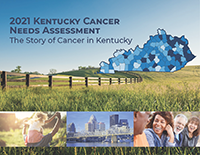 2021 Kentucky Cancer
Needs Assessment
The Story of Cancer in Kentucky